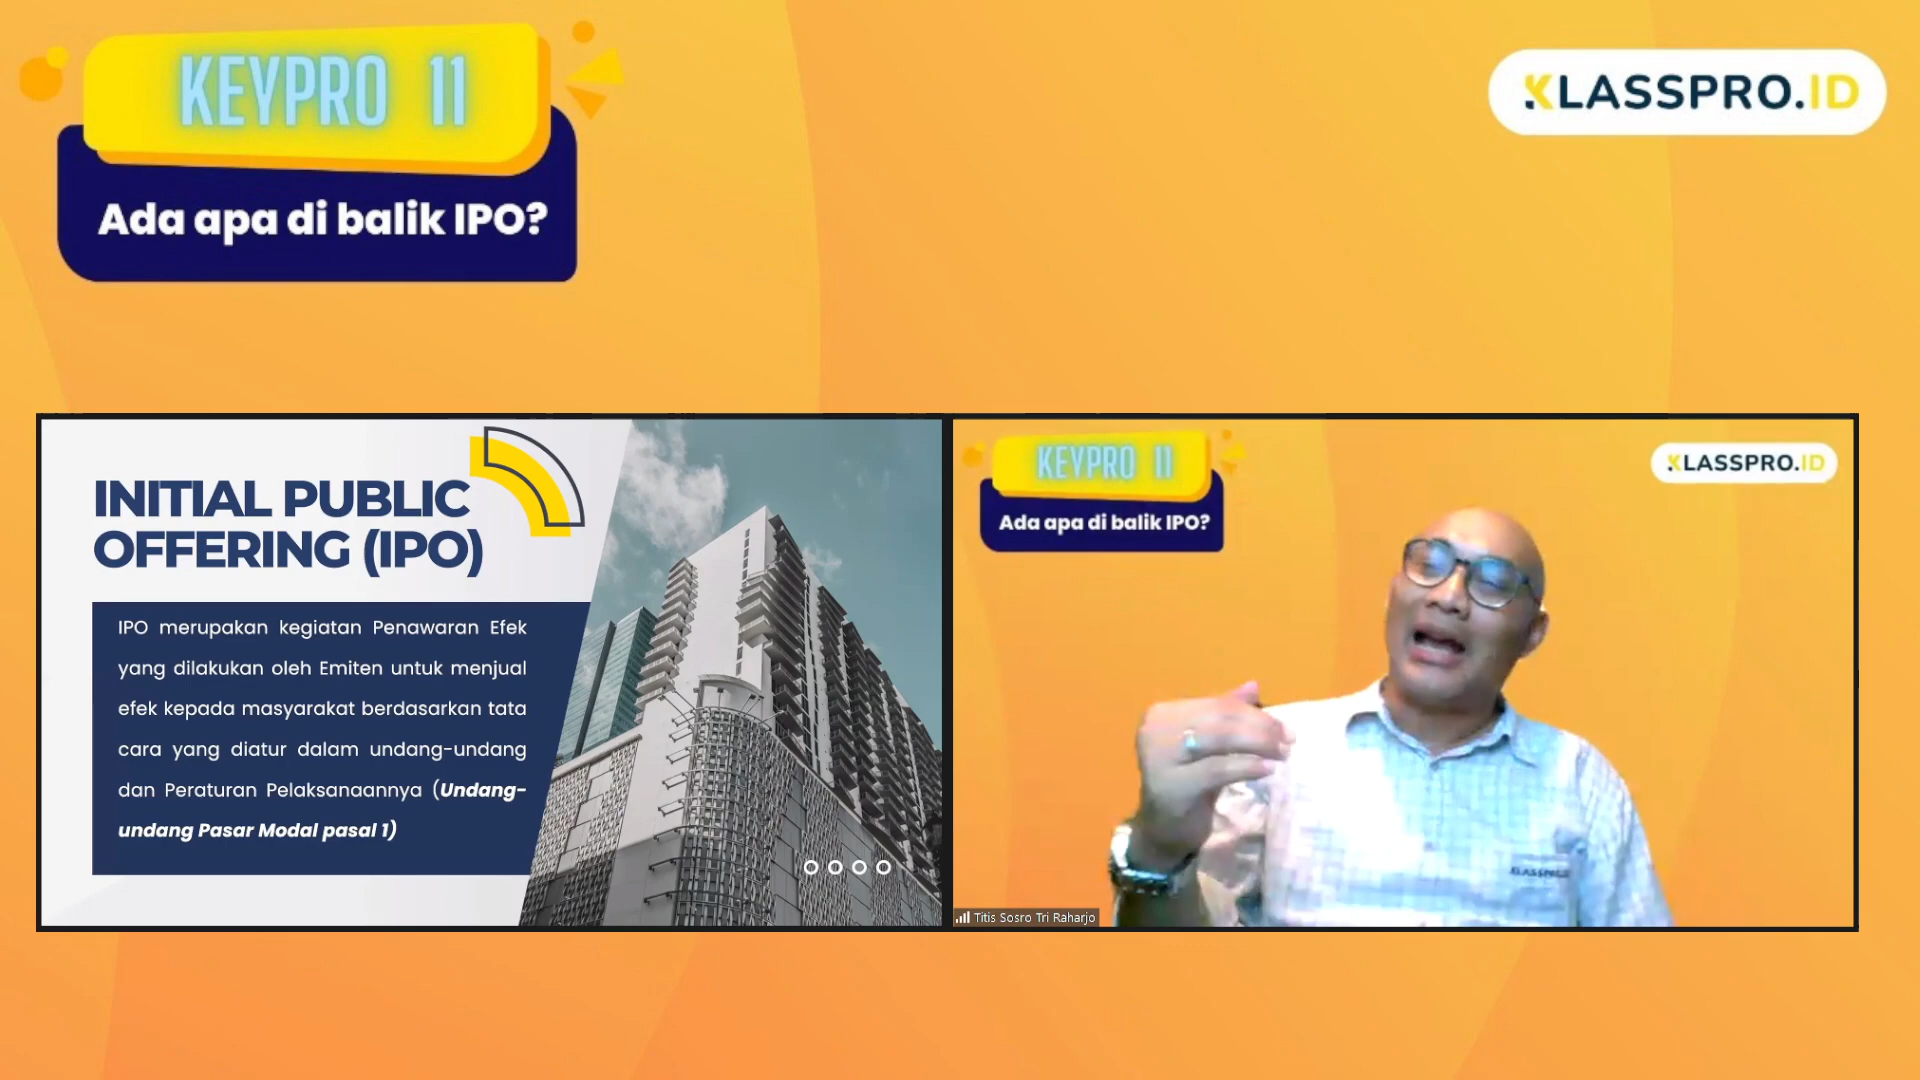 KEYPRO 11
KLASSPRO.ID
Ada apa di balik IPO?
INITIAL PUBLIC
OFFERING (IPO)
IPO merupakan kegiatan Penawaran Efek
yang dilakukan oleh Emiten untuk menjual
efek kepada masyarakat berdasarkan tata
cara yang diatur dalam undang-undang
dan Peraturan Pelaksanaannya (Undang-
undang Pasar Modal pasal 1)
KEYPRO 11
KLASSPRO.ID
Ada apa di balik IPO?
KLASSPRO.ID
Titis Sosro Tri Raharjo